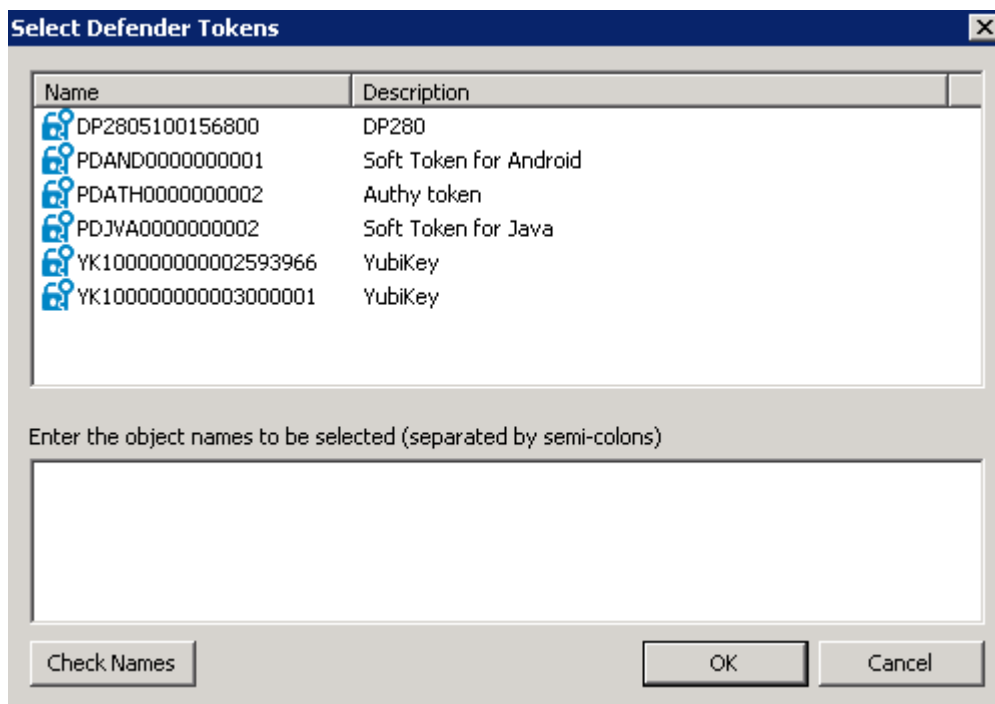 Select Defender Tokens
Name Description
DP2805100156800 DP280
PDAND0000000001 Soft Token for Android
PDATH0000000002 Authy token
PDJVA0000000002 Soft Token for Java
YK100000000002593966 YubiKey
YK100000000003000001 YubiKey
Enter the object names to be selected (separated by semi-colons)
Check Names OK Cancel